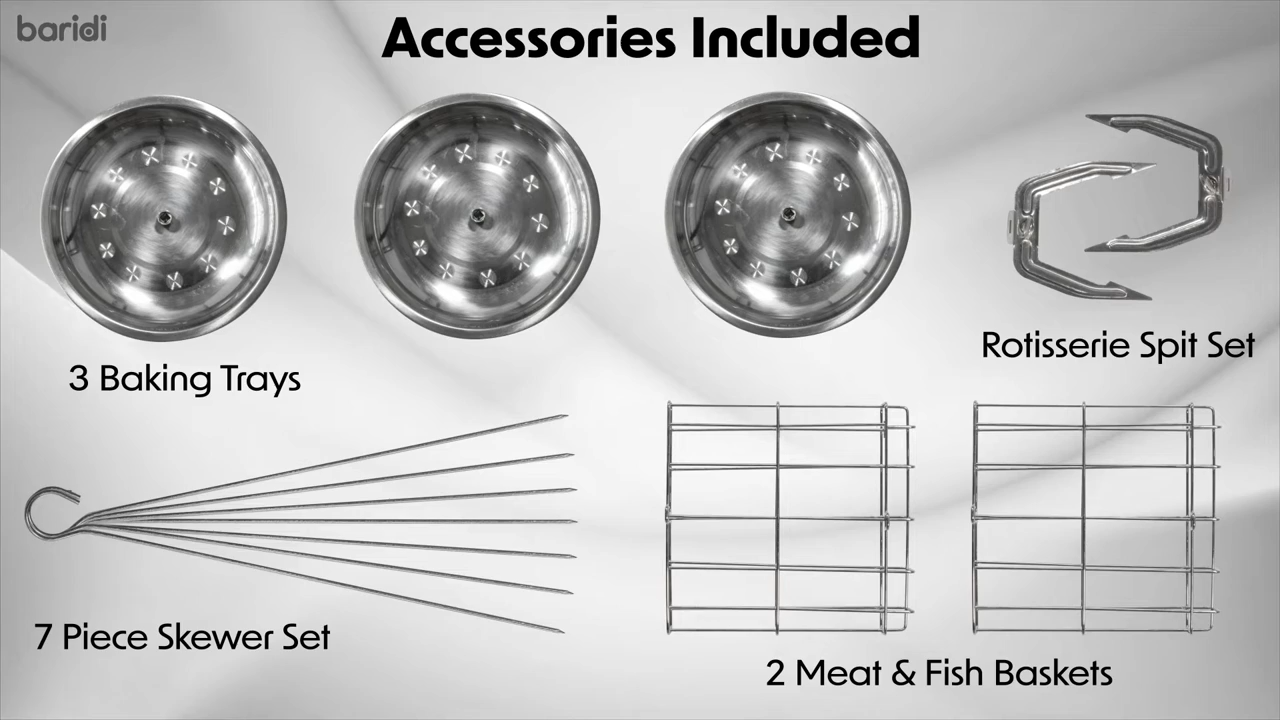 baridi
Accessories Included
3 Baking Trays
Rotisserie Spit Set
7 Piece Skewer Set
2 Meat & Fish Baskets